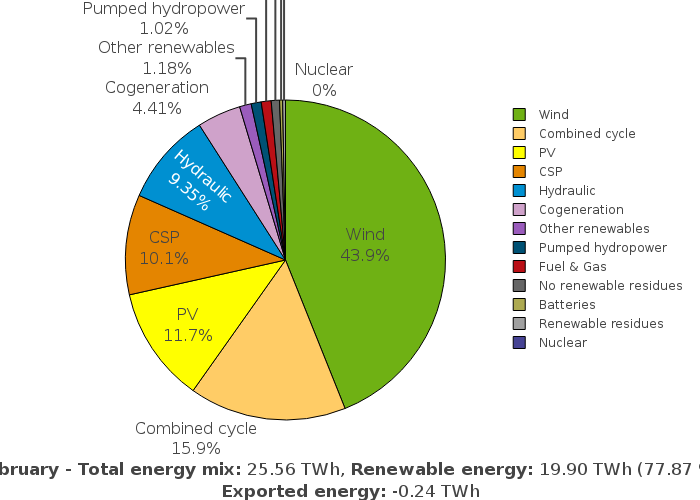 Pumped hydropower
1.02%
Other renewables
1.18%
Cogeneration
4.41%
Nuclear
0%
Hydraulic
9.35%
CSP
10.1%
PV
11.7%
Wind
43.9%
Combined cycle
15.9%
Wind
Combined cycle
PV
CSP
Hydraulic
Cogeneration
Other renewables
Pumped hydropower
Fuel & Gas
No renewable residues
Batteries
Renewable residues
Nuclear
bruary - Total energy mix: 25.56 TWh, Renewable energy: 19.90 TWh (77.87
Exported energy: -0.24 TWh